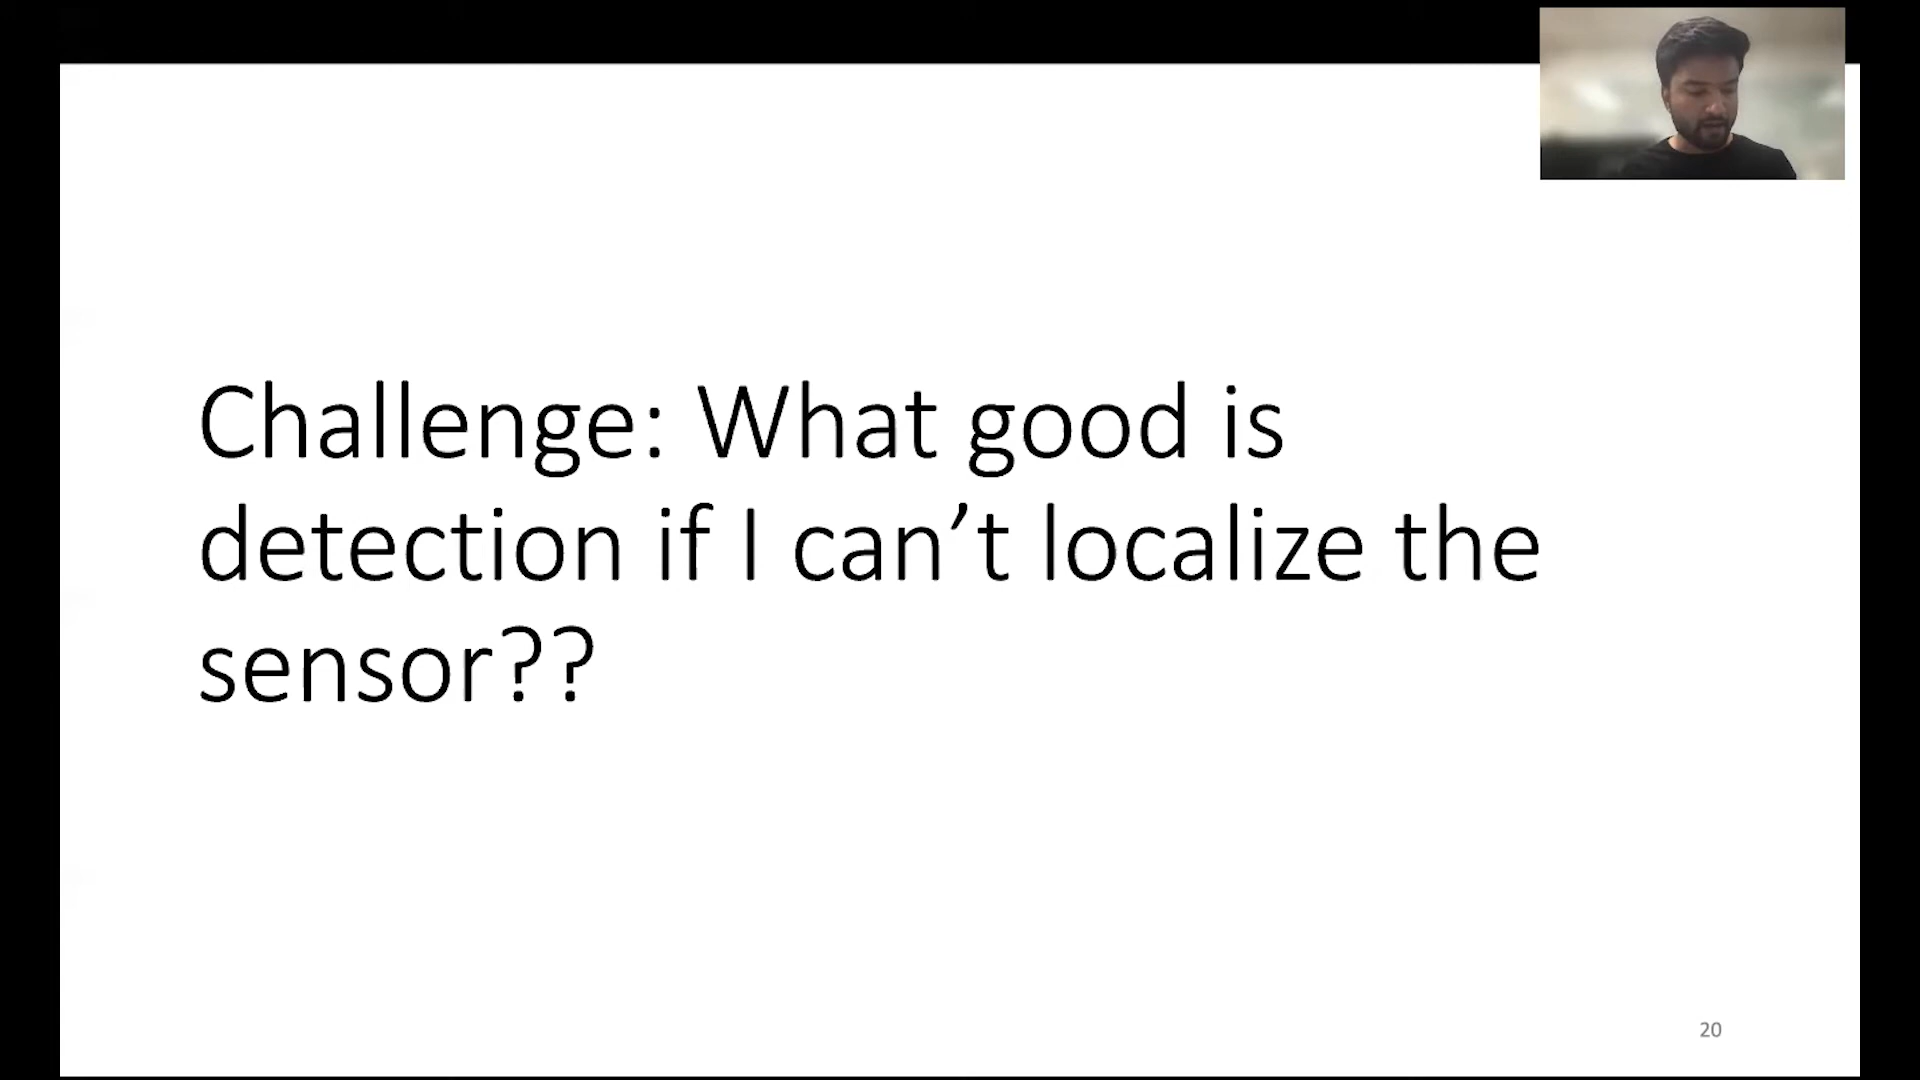 Challenge: What good is
detection if I can’t localize the
sensor??
20